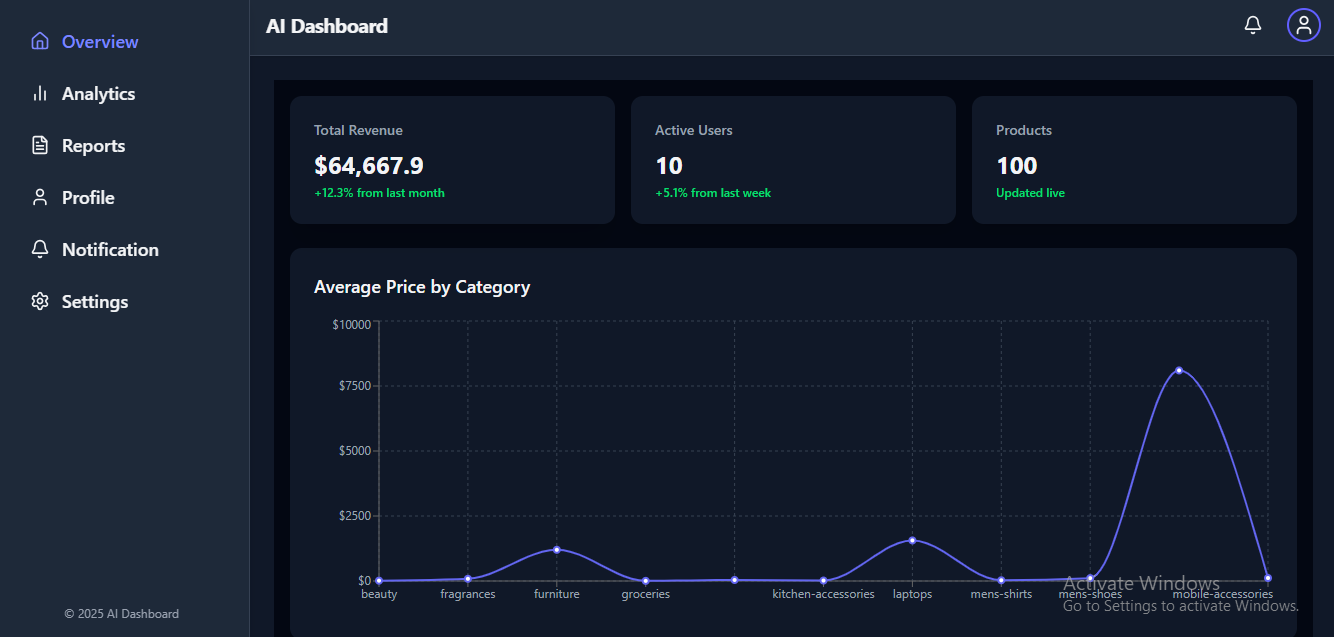 Overview
Analytics
Reports
Profile
Notification
Settings
© 2025 AI Dashboard
AI Dashboard
Total Revenue
$64,667.9
+12.3% from last month
Active Users
10
+5.1% from last week
Products
100
Updated live
Average Price by Category
$10000
$7500
$5000
$2500
$0
beauty fragrances furniture groceries kitchen-accessories laptops mens-shirts mens-shoes mobile-accessories
Activate Windows
Go to Settings to activate Windows.